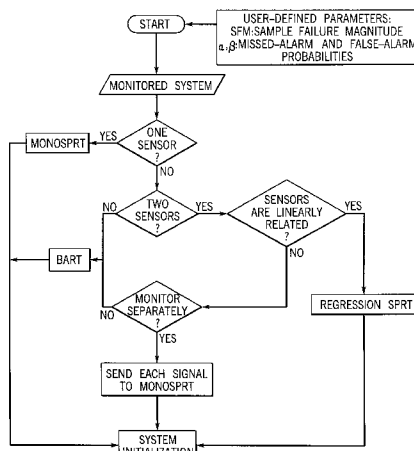 START
USER-DEFINED PARAMETERS:
SFM:SAMPLE FAILURE MAGNITUDE
α,β:MISSED-ALARM AND FALSE-ALARM
PROBABILITIES
MONITORED SYSTEM
ONE
SENSOR
?
YES
MONOSPRT
NO
TWO
SENSORS
?
NO
YES
SENSORS
ARE LINEARLY
RELATED
?
YES
NO
BART
MONITOR
SEPARATELY
?
NO
YES
REGRESSION SPRT
SEND EACH SIGNAL
TO MONOSPRT
SYSTEM
INITIALIZATION